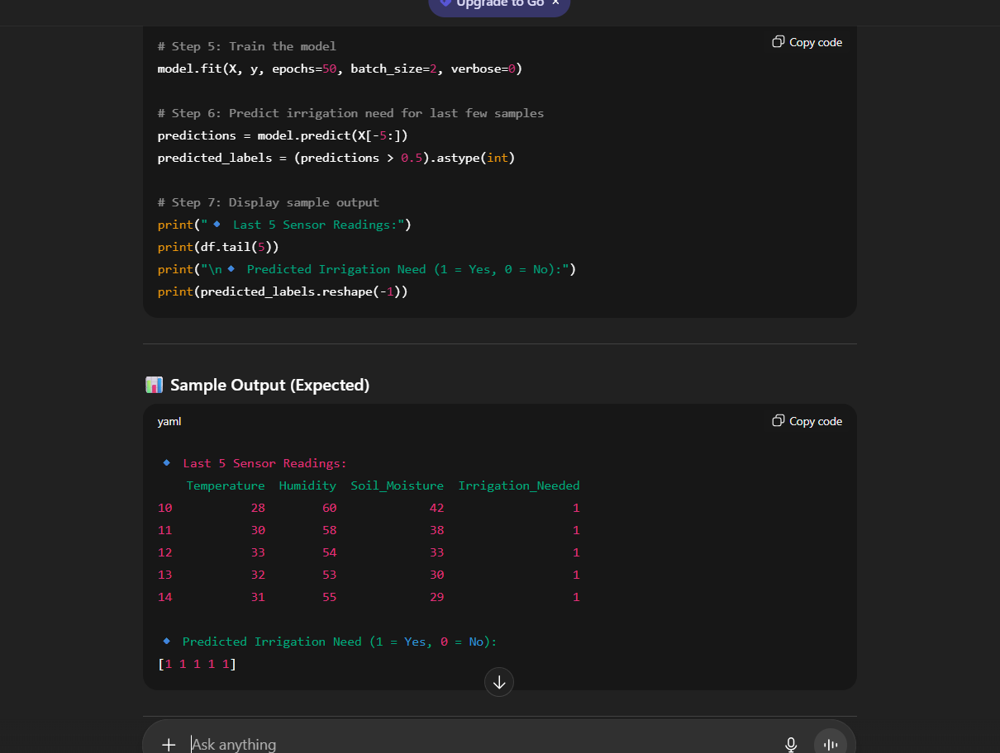 Upgrade to Go ×
Copy code
# Step 5: Train the model
model.fit(X, y, epochs=50, batch_size=2, verbose=0)
# Step 6: Predict irrigation need for last few samples
predictions = model.predict(X[-5:])
predicted_labels = (predictions > 0.5).astype(int)
# Step 7: Display sample output
print("🔹 Last 5 Sensor Readings:")
print(df.tail(5))
print("\n🔹 Predicted Irrigation Need (1 = Yes, 0 = No):")
print(predicted_labels.reshape(-1))
📊 Sample Output (Expected)
yaml
Copy code
🔹 Last 5 Sensor Readings:
Temperature Humidity Soil_Moisture Irrigation_Needed
10 28 60 42 1
11 30 58 38 1
12 33 54 33 1
13 32 53 30 1
14 31 55 29 1
🔹 Predicted Irrigation Need (1 = Yes, 0 = No):
[1 1 1 1 1]
Ask anything